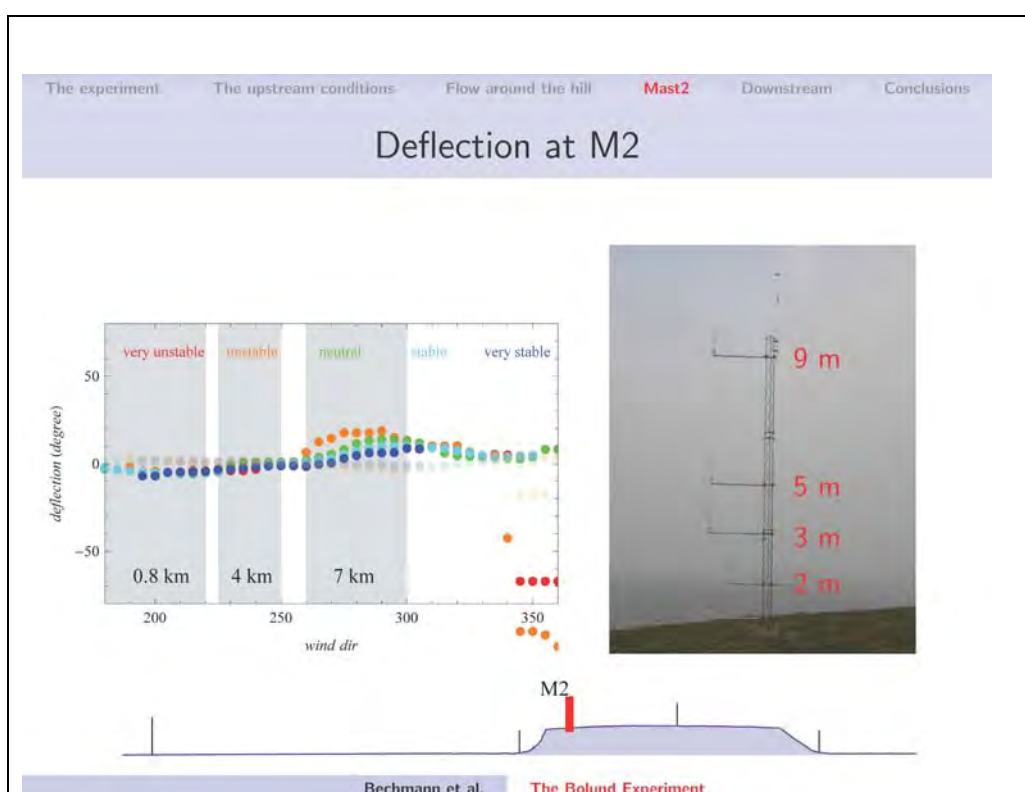 The experiment The upstream conditions Flow around the hill Mast2 Downstream Conclusions
Deflection at M2
very unstable unstable neutral stable very stable
50
0
−50
deflection (degree)
0.8 km 4 km 7 km
200 250 300 350
wind dir
9 m
5 m
3 m
2 m
M2
Bechmann et al. The Bolund Experiment